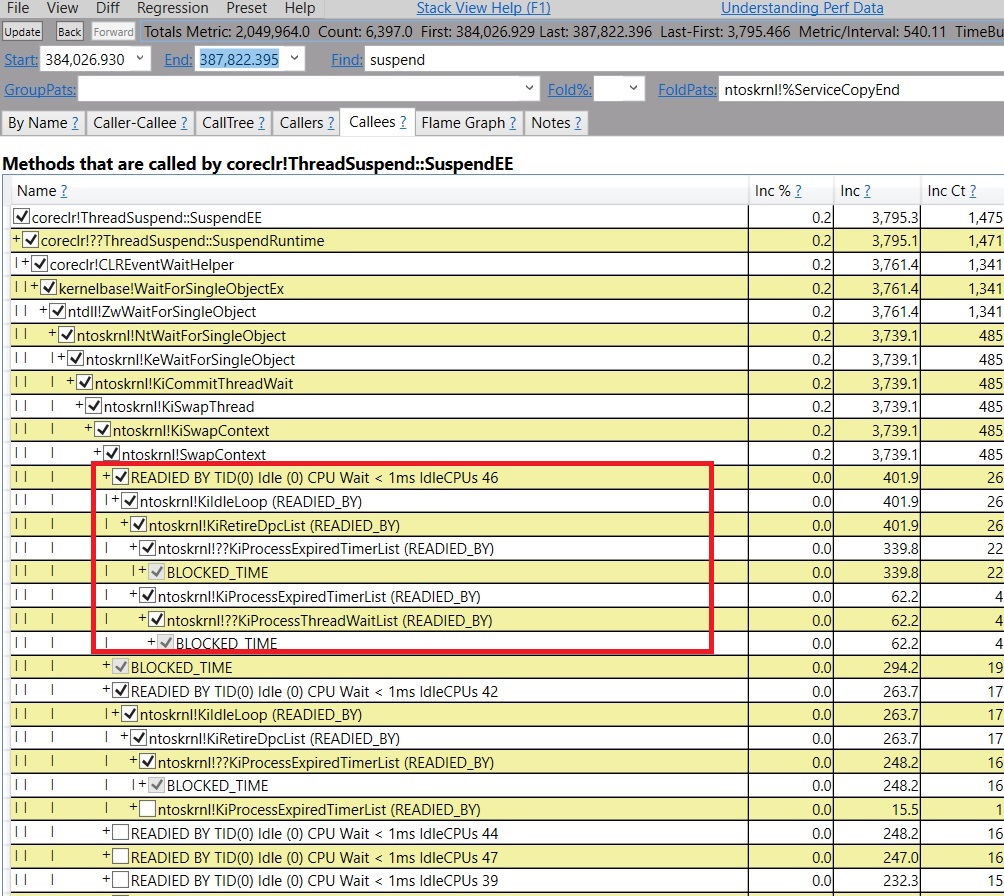 File View Diff Regression Preset Help Stack View Help (F1) Understanding Perf Data
Update Back Forward Totals Metric: 2,049,964.0 Count: 6,397.0 First: 384,026.929 Last: 387,822.396 Last-First: 3,795.466 Metric/Interval: 540.11 TimeBu
Start: 384,026.930 End: 387,822.395 Find: suspend
GroupPats: Fold%: FoldPats: ntoskrnl!%ServiceCopyEnd
By Name ? Caller-Callee ? CallTree ? Callers ? Callees ? Flame Graph ? Notes ?
Methods that are called by coreclr!ThreadSuspend::SuspendEE
Name ? Inc % ? Inc ? Inc Ct ?
coreclr!ThreadSuspend::SuspendEE 0.2 3,795.3 1,475
+ coreclr!??ThreadSuspend::SuspendRuntime 0.2 3,795.1 1,471
|+ coreclr!CLREventWaitHelper 0.2 3,761.4 1,341
||+ kernelbase!WaitForSingleObjectEx 0.2 3,761.4 1,341
|| + ntdll!ZwWaitForSingleObject 0.2 3,761.4 1,341
|| + ntoskrnl!NtWaitForSingleObject 0.2 3,739.1 485
|| |+ ntoskrnl!KeWaitForSingleObject 0.2 3,739.1 485
|| | + ntoskrnl!KiCommitThreadWait 0.2 3,739.1 485
|| | + ntoskrnl!KiSwapThread 0.2 3,739.1 485
|| | + ntoskrnl!KiSwapContext 0.2 3,739.1 485
|| | + ntoskrnl!SwapContext 0.2 3,739.1 485
|| | + READIED BY TID(0) Idle (0) CPU Wait < 1ms IdleCPUs 46 0.0 401.9 26
|| | |+ ntoskrnl!KiIdleLoop (READIED_BY) 0.0 401.9 26
|| | | + ntoskrnl!KiRetireDpcList (READIED_BY) 0.0 401.9 26
|| | | + ntoskrnl!??KiProcessExpiredTimerList (READIED_BY) 0.0 339.8 22
|| | | |+ BLOCKED_TIME 0.0 339.8 22
|| | | + ntoskrnl!KiProcessExpiredTimerList (READIED_BY) 0.0 62.2 4
|| | | + ntoskrnl!??KiProcessThreadWaitList (READIED_BY) 0.0 62.2 4
|| | | + BLOCKED_TIME 0.0 62.2 4
|| | + BLOCKED_TIME 0.0 294.2 19
|| | + READIED BY TID(0) Idle (0) CPU Wait < 1ms IdleCPUs 42 0.0 263.7 17
|| | |+ ntoskrnl!KiIdleLoop (READIED_BY) 0.0 263.7 17
|| | | + ntoskrnl!KiRetireDpcList (READIED_BY) 0.0 263.7 17
|| | | + ntoskrnl!??KiProcessExpiredTimerList (READIED_BY) 0.0 248.2 16
|| | | |+ BLOCKED_TIME 0.0 248.2 16
|| | | + ntoskrnl!KiProcessExpiredTimerList (READIED_BY) 0.0 15.5 1
|| | + READIED BY TID(0) Idle (0) CPU Wait < 1ms IdleCPUs 44 0.0 248.2 16
|| | + READIED BY TID(0) Idle (0) CPU Wait < 1ms IdleCPUs 47 0.0 247.0 16
|| | + READIED BY TID(0) Idle (0) CPU Wait < 1ms IdleCPUs 39 0.0 232.3 15